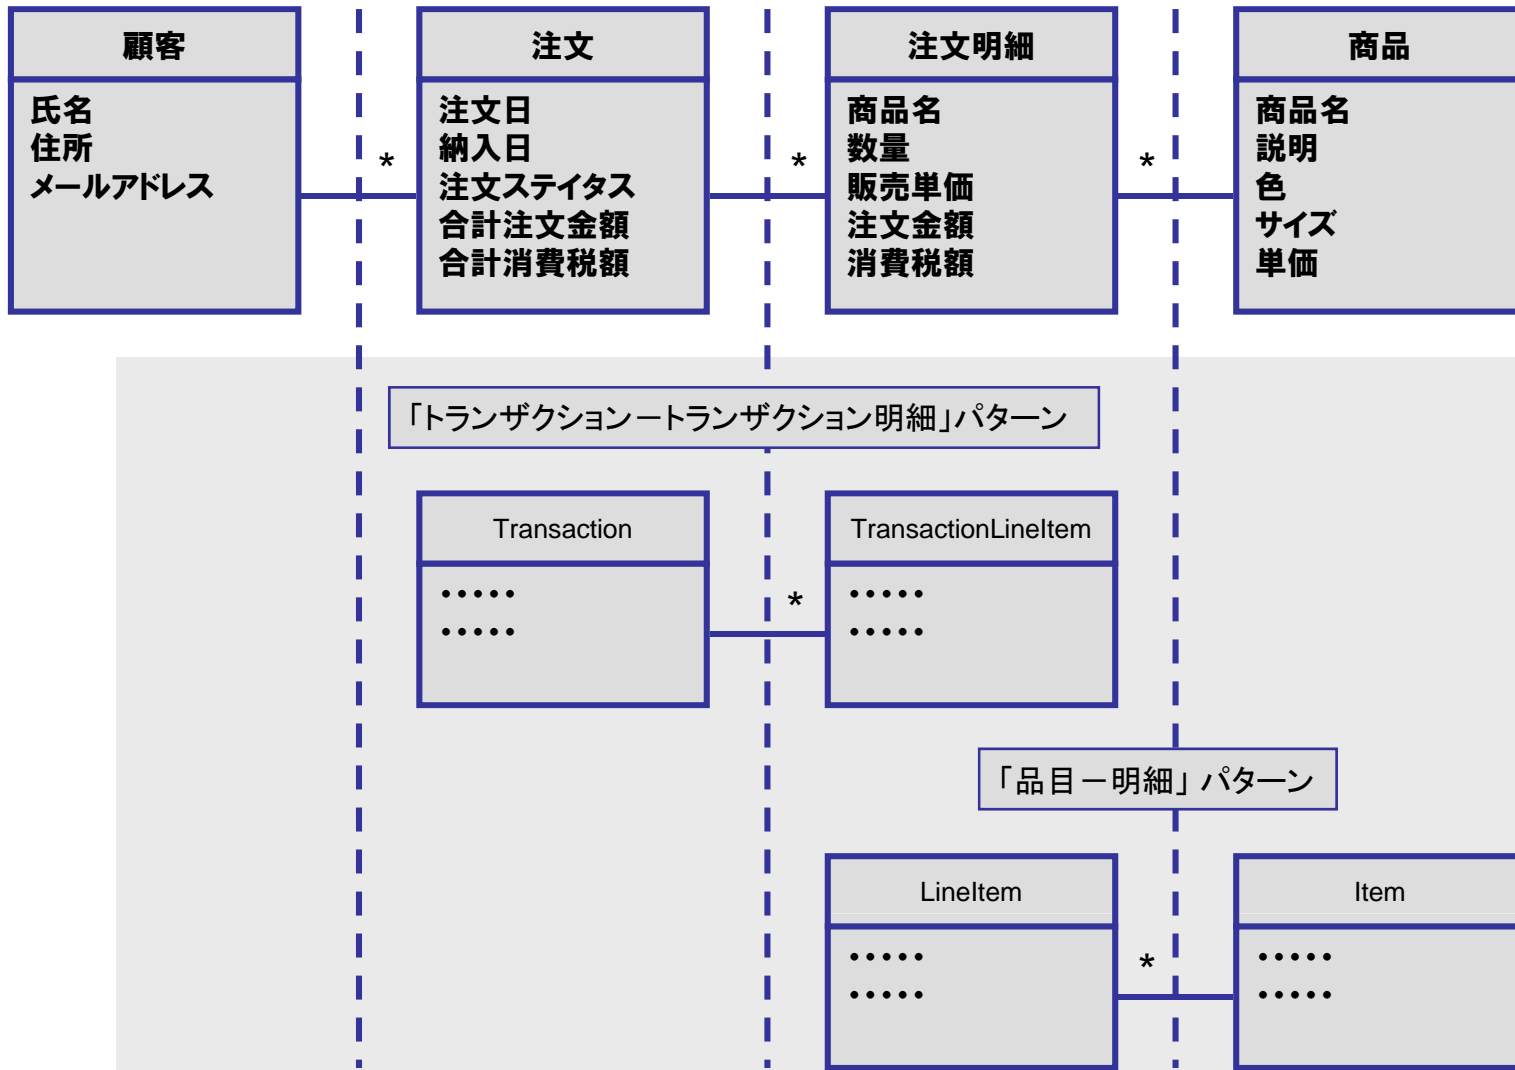 顧客
氏名
住所
メールアドレス
*
注文
注文日
納入日
注文ステイタス
合計注文金額
合計消費税額
*
注文明細
商品名
数量
販売単価
注文金額
消費税額
*
商品
商品名
説明
色
サイズ
単価
「トランザクションートランザクション明細」パターン
Transaction
•••••
•••••
*
TransactionLineItem
•••••
•••••
「品目ー明細」パターン
LineItem
•••••
•••••
*
Item
•••••
•••••